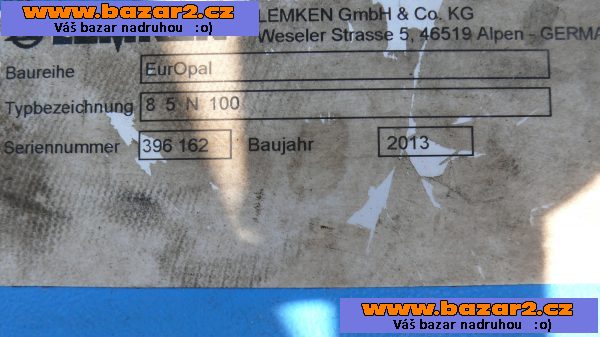 www.bazar2.cz
Váš bazar nadruhou :o)
LEMKEN
LEMKEN GmbH & Co. KG
Weseler Strasse 5, 46519 Alpen - GERMA
Baureihe EurOpal
Typbezeichnung 8 5 N 100
Seriennummer 396 162 Baujahr 2013
www.bazar2.cz
Váš bazar nadruhou :o)